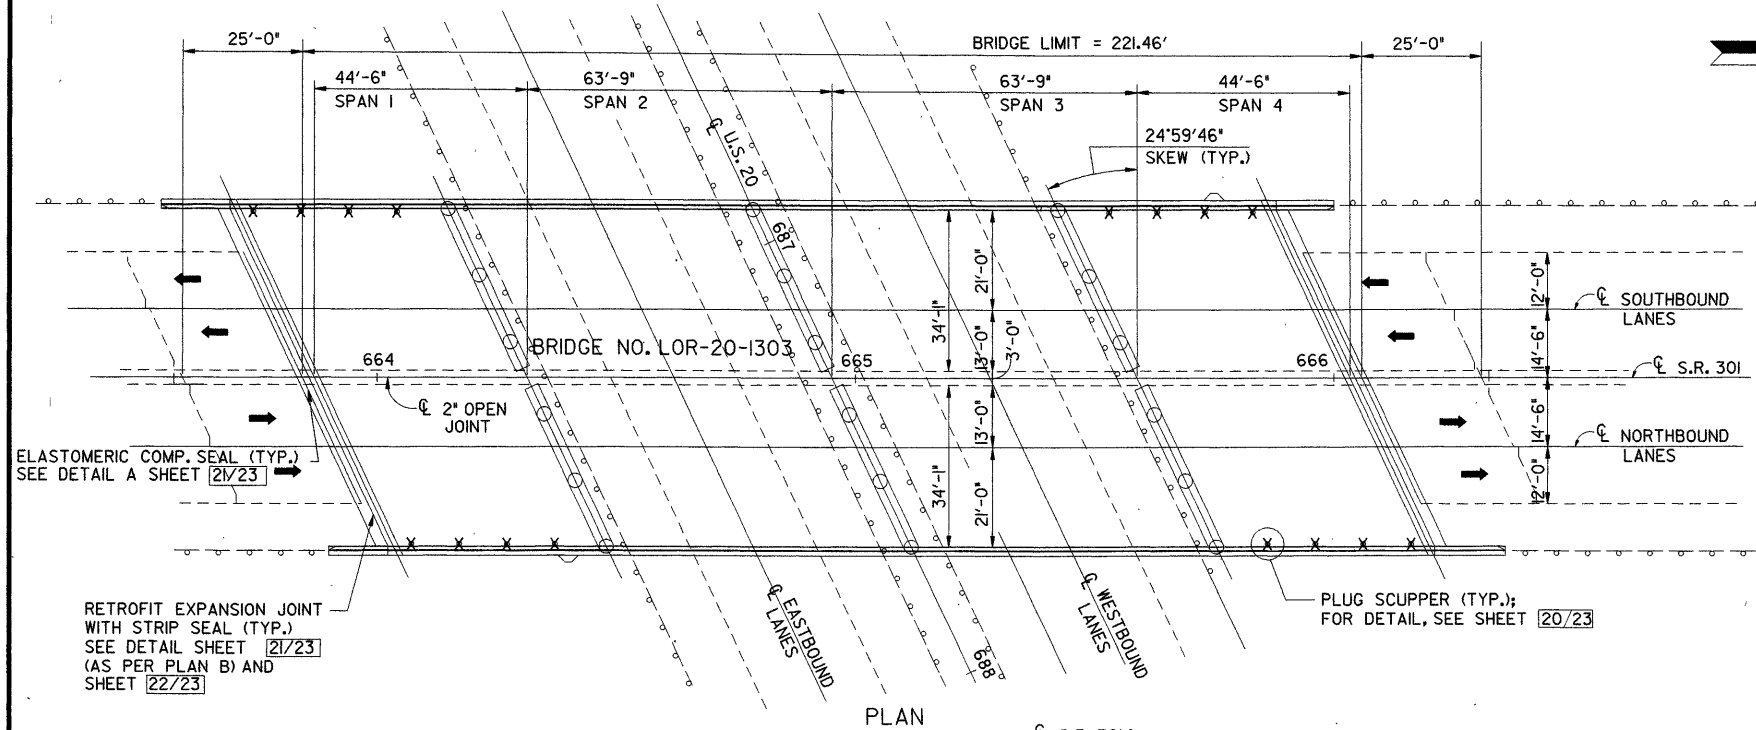 25'-0"
BRIDGE LIMIT = 221.46'
25'-0"
44'-6"
SPAN 1
63'-9"
SPAN 2
63'-9"
SPAN 3
44'-6"
SPAN 4
℄ U.S. 20
24°59'46"
SKEW (TYP.)
687
34'-1"
21'-0"
13'-0"
3'-0"
12'-0"
14'-6"
℄ SOUTHBOUND
LANES
BRIDGE NO. LOR-20-1303
664
665
666
℄ S.R. 301
℄ 2" OPEN
JOINT
34'-1"
13'-0"
21'-0"
14'-6"
12'-0"
℄ NORTHBOUND
LANES
ELASTOMERIC COMP. SEAL (TYP.)
SEE DETAIL A SHEET 21/23
RETROFIT EXPANSION JOINT
WITH STRIP SEAL (TYP.)
SEE DETAIL SHEET 21/23
(AS PER PLAN B) AND
SHEET 22/23
℄ EASTBOUND
LANES
688
℄ WESTBOUND
LANES
PLUG SCUPPER (TYP.);
FOR DETAIL, SEE SHEET 20/23
PLAN